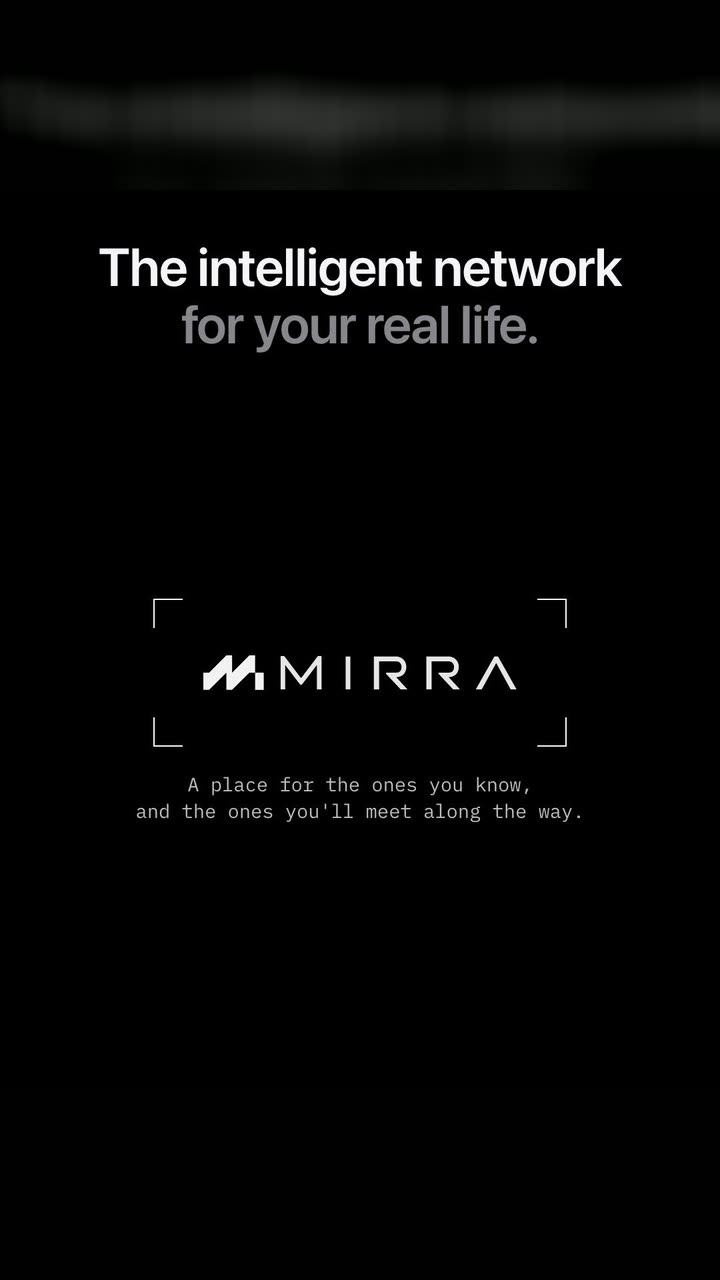 The intelligent network
for your real life.
MIRRA
A place for the ones you know,
and the ones you'll meet along the way.